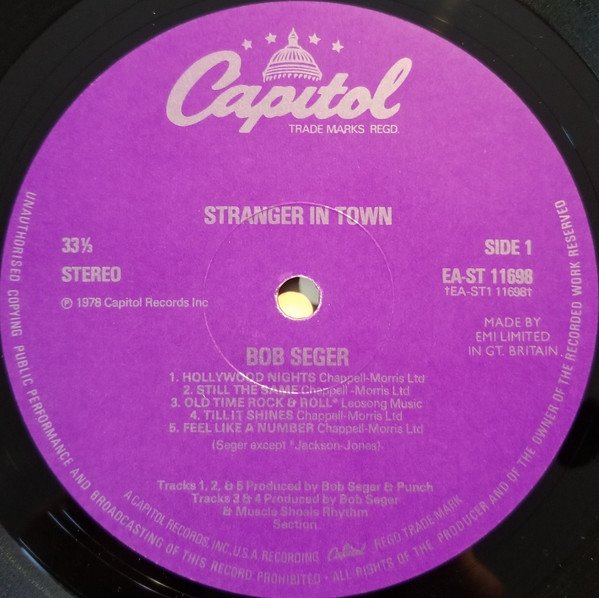 Capitol
TRADE MARKS REGD.
STRANGER IN TOWN
33⅓
STEREO
℗ 1978 Capitol Records Inc
SIDE 1
EA-ST 11698
†EA-ST1 11698†
MADE BY
EMI LIMITED
IN GT. BRITAIN
BOB SEGER
1. HOLLYWOOD NIGHTS Chappell-Morris Ltd
2. STILL THE SAME Chappell-Morris Ltd
3. OLD TIME ROCK & ROLL* Leosong Music
4. TILL IT SHINES Chappell-Morris Ltd
5. FEEL LIKE A NUMBER Chappell-Morris Ltd
(Seger except *Jackson-Jones)
Tracks 1, 2, & 5 Produced by Bob Seger & Punch
Tracks 3 & 4 Produced by Bob Seger
& Muscle Shoals Rhythm
Section.
A CAPITOL RECORDS, INC., U.S.A. RECORDING Capitol REGD TRADE MARK
UNAUTHORISED COPYING PUBLIC PERFORMANCE AND BROADCASTING OF THIS RECORD PROHIBITED · ALL RIGHTS OF THE PRODUCER AND OF THE OWNER OF THE RECORDED WORK RESERVED